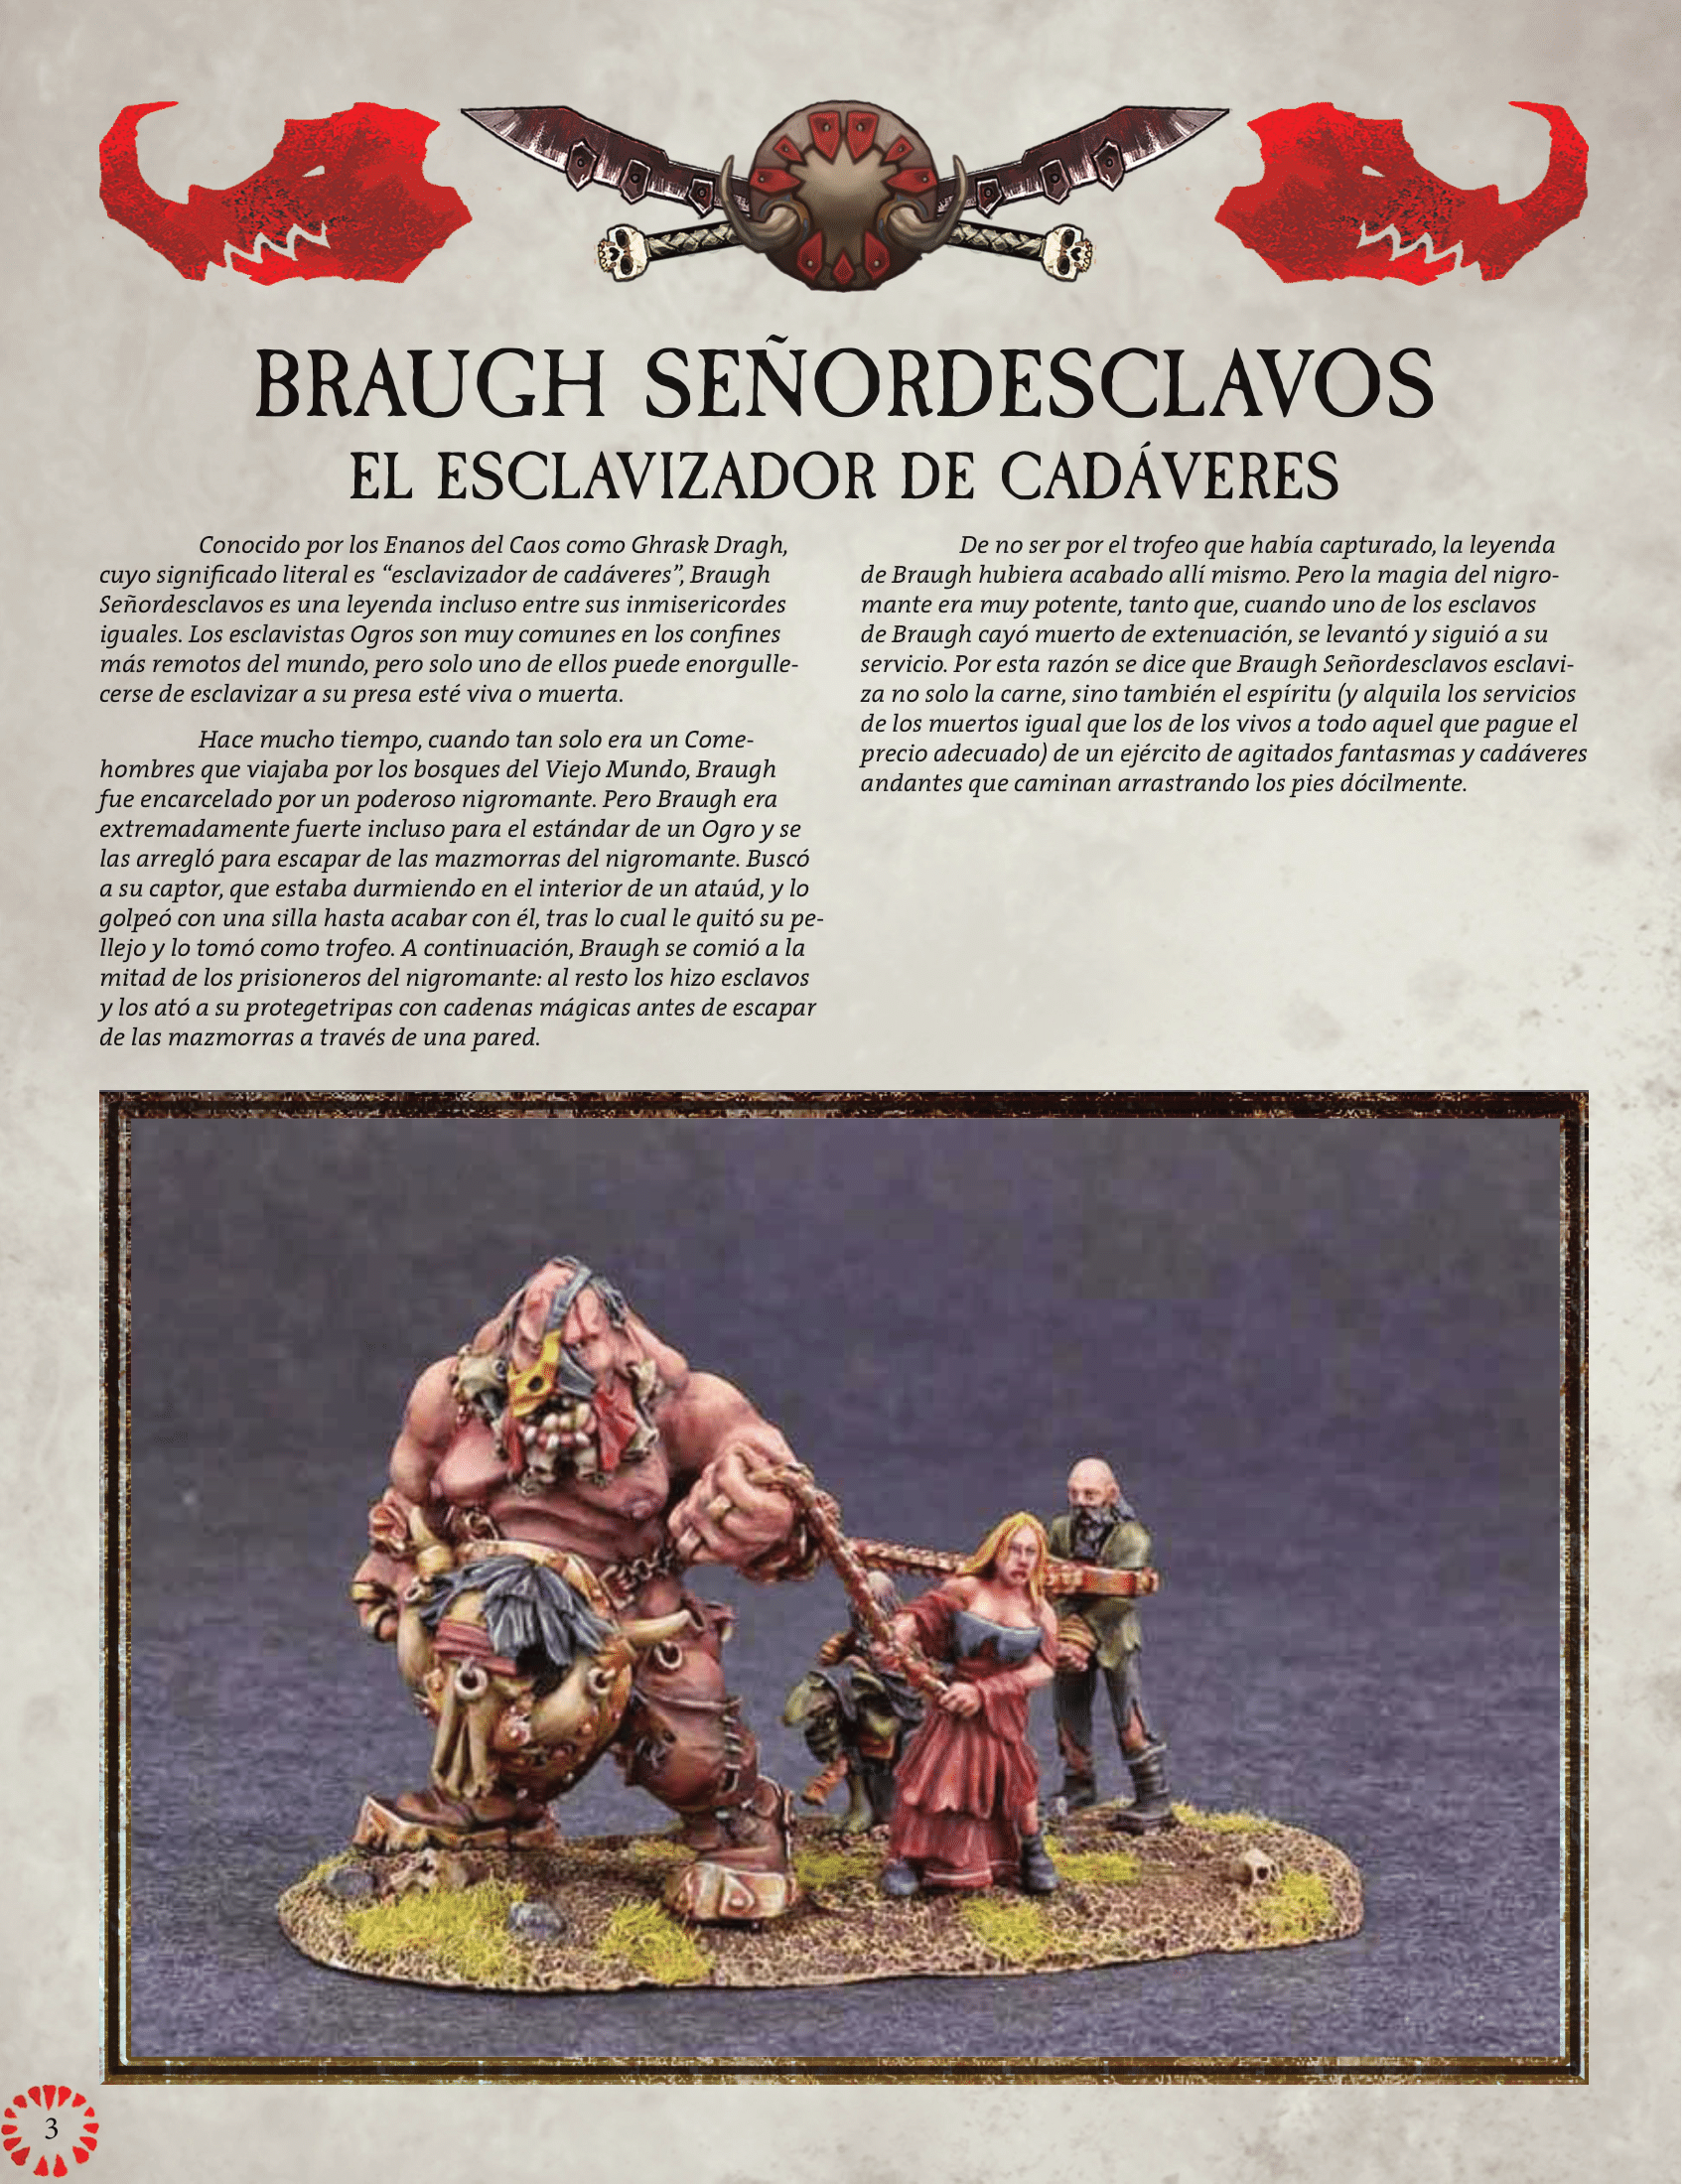 BRAUGH SEÑORDESCLAVOS
EL ESCLAVIZADOR DE CADÁVERES
Conocido por los Enanos del Caos como Ghrask Dragh,
cuyo significado literal es “esclavizador de cadáveres”, Braugh
Señordesclavos es una leyenda incluso entre sus inmisericordes
iguales. Los esclavistas Ogros son muy comunes en los confines
más remotos del mundo, pero solo uno de ellos puede enorgulle-
cerse de esclavizar a su presa esté viva o muerta.
Hace mucho tiempo, cuando tan solo era un Come-
hombres que viajaba por los bosques del Viejo Mundo, Braugh
fue encarcelado por un poderoso nigromante. Pero Braugh era
extremadamente fuerte incluso para el estándar de un Ogro y se
las arregló para escapar de las mazmorras del nigromante. Buscó
a su captor, que estaba durmiendo en el interior de un ataúd, y lo
golpeó con una silla hasta acabar con él, tras lo cual le quitó su pe-
llejo y lo tomó como trofeo. A continuación, Braugh se comió a la
mitad de los prisioneros del nigromante: al resto los hizo esclavos
y los ató a su protegetripas con cadenas mágicas antes de escapar
de las mazmorras a través de una pared.
De no ser por el trofeo que había capturado, la leyenda
de Braugh hubiera acabado allí mismo. Pero la magia del nigro-
mante era muy potente, tanto que, cuando uno de los esclavos
de Braugh cayó muerto de extenuación, se levantó y siguió a su
servicio. Por esta razón se dice que Braugh Señordesclavos esclavi-
za no solo la carne, sino también el espíritu (y alquila los servicios
de los muertos igual que los de los vivos a todo aquel que pague el
precio adecuado) de un ejército de agitados fantasmas y cadáveres
andantes que caminan arrastrando los pies dócilmente.
3